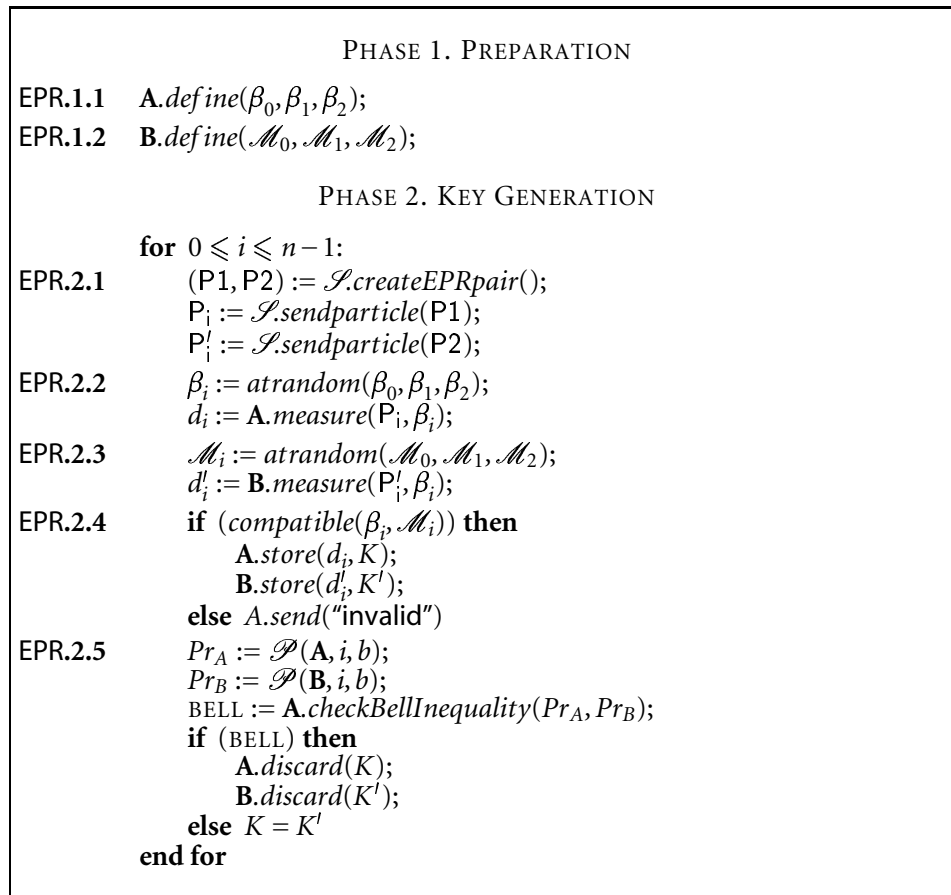 PHASE 1. PREPARATION
EPR.1.1 A.define(β₀,β₁,β₂);
EPR.1.2 B.define(ℳ₀,ℳ₁,ℳ₂);
PHASE 2. KEY GENERATION
for 0 ⩽ i ⩽ n−1:
EPR.2.1 (P1,P2) := 𝒮.createEPRpair();
Pᵢ := 𝒮.sendparticle(P1);
P′ᵢ := 𝒮.sendparticle(P2);
EPR.2.2 βᵢ := atrandom(β₀,β₁,β₂);
dᵢ := A.measure(Pᵢ,βᵢ);
EPR.2.3 ℳᵢ := atrandom(ℳ₀,ℳ₁,ℳ₂);
d′ᵢ := B.measure(P′ᵢ,βᵢ);
EPR.2.4 if (compatible(βᵢ,ℳᵢ)) then
A.store(dᵢ,K);
B.store(d′ᵢ,K′);
else A.send("invalid")
EPR.2.5 Pr_A := 𝒫(A,i,b);
Pr_B := 𝒫(B,i,b);
BELL := A.checkBellInequality(Pr_A,Pr_B);
if (BELL) then
A.discard(K);
B.discard(K′);
else K = K′
end for